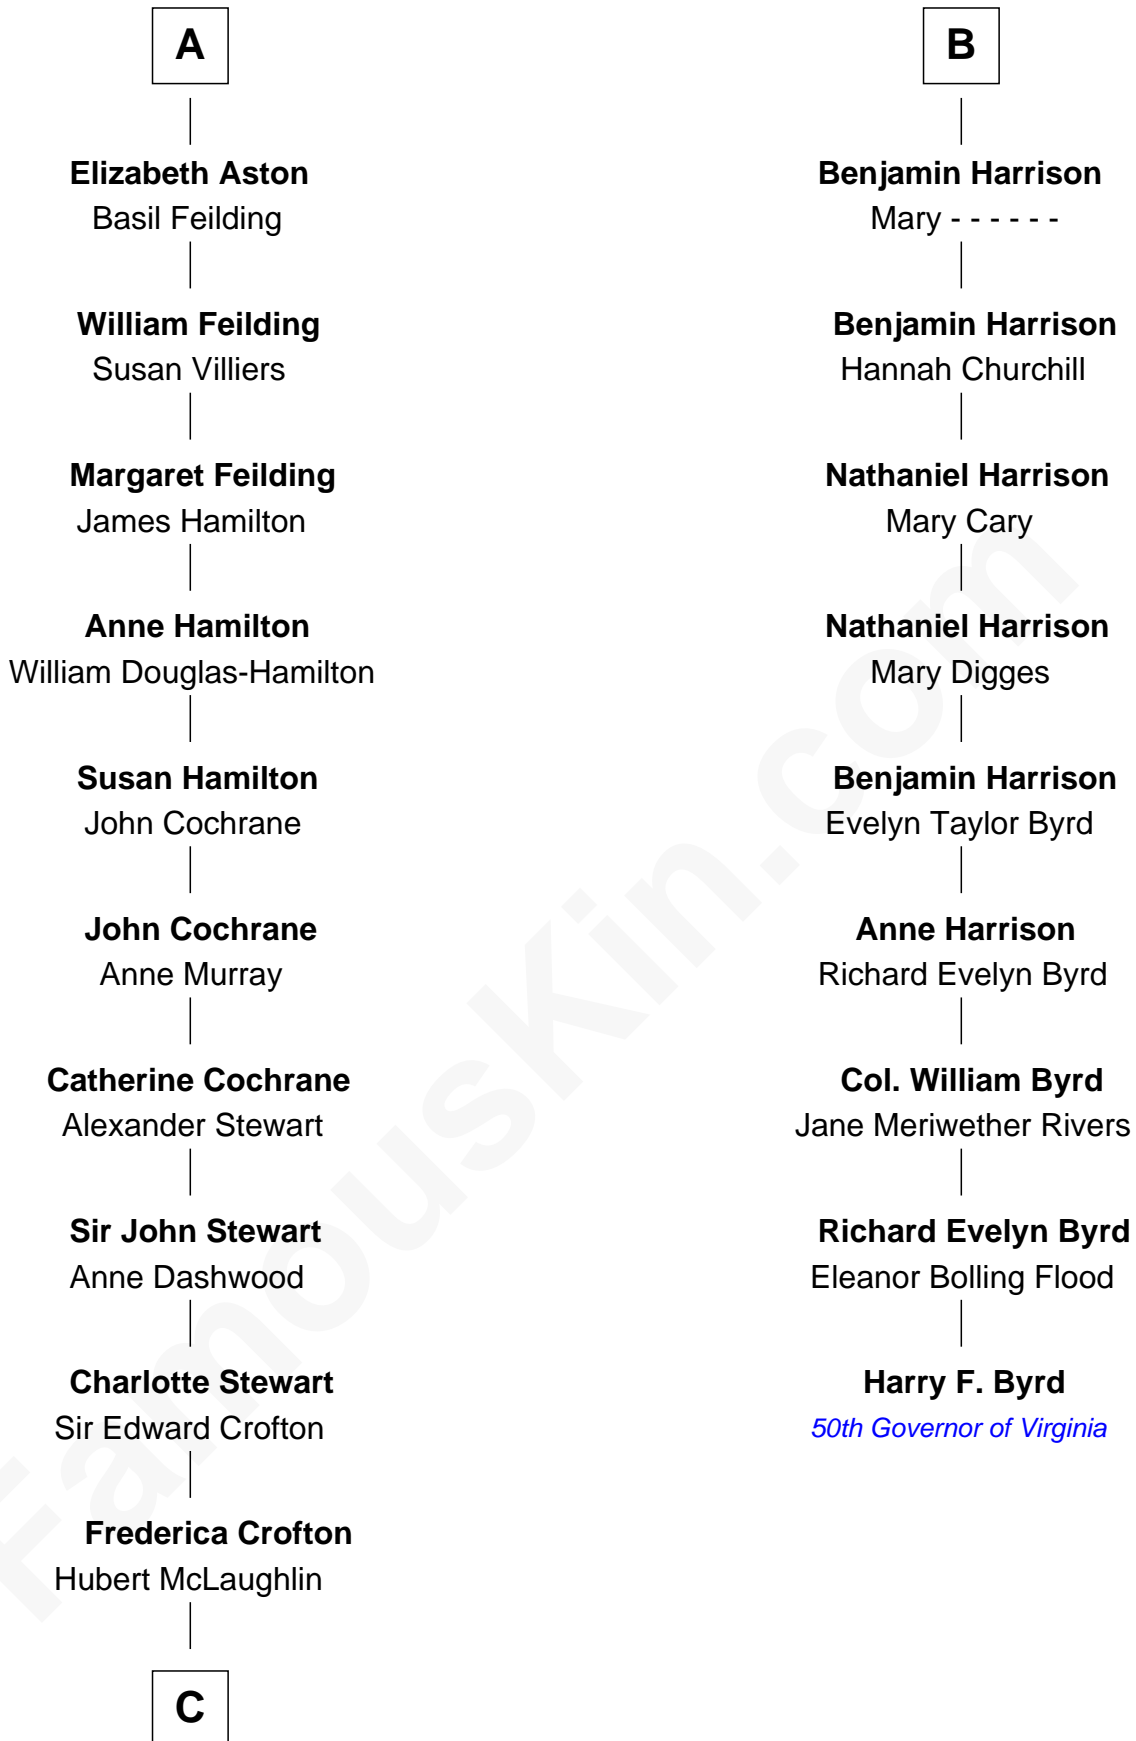 A
Elizabeth Aston
Basil Feilding
William Feilding
Susan Villiers
Margaret Feilding
James Hamilton
Anne Hamilton
William Douglas-Hamilton
Susan Hamilton
John Cochrane
John Cochrane
Anne Murray
Catherine Cochrane
Alexander Stewart
Sir John Stewart
Anne Dashwood
Charlotte Stewart
Sir Edward Crofton
Frederica Crofton
Hubert McLaughlin
C
B
Benjamin Harrison
Mary - - - - - -
Benjamin Harrison
Hannah Churchill
Nathaniel Harrison
Mary Cary
Nathaniel Harrison
Mary Digges
Benjamin Harrison
Evelyn Taylor Byrd
Anne Harrison
Richard Evelyn Byrd
Col. William Byrd
Jane Meriwether Rivers
Richard Evelyn Byrd
Eleanor Bolling Flood
Harry F. Byrd
50th Governor of Virginia
FamousKin.com